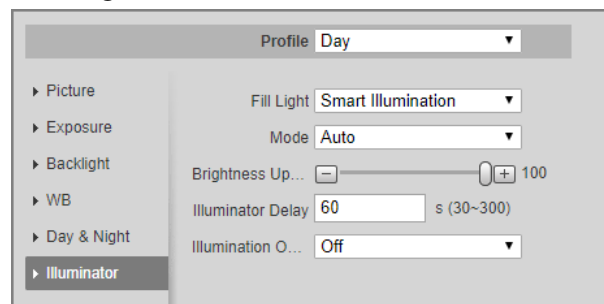 Profile Day
Picture
Exposure
Backlight
WB
Day & Night
Illuminator
Fill Light Smart Illumination
Mode Auto
Brightness Up... 100
Illuminator Delay 60 s (30~300)
Illumination O... Off